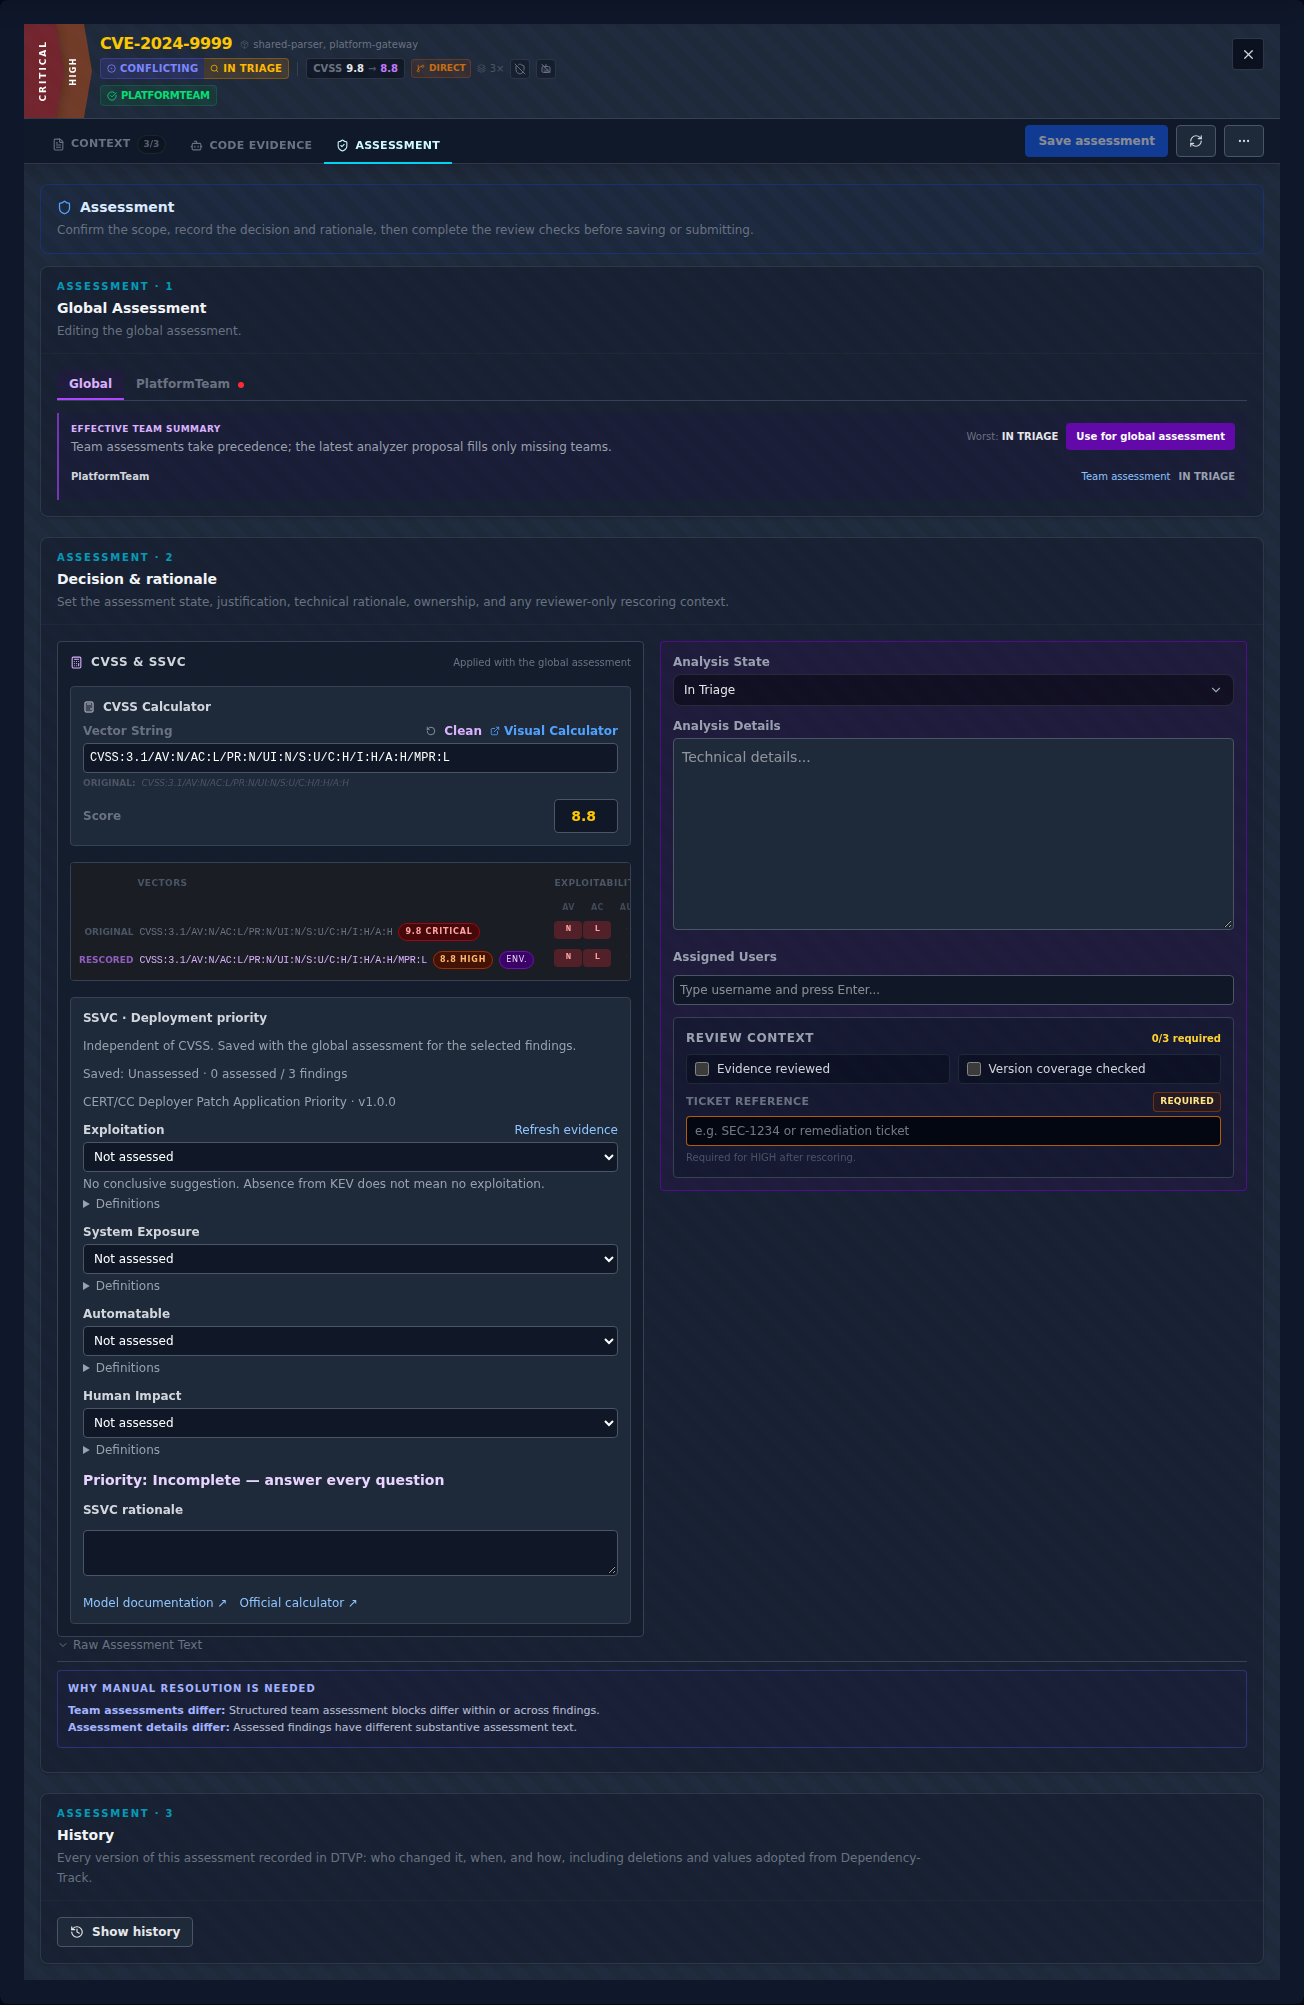 CRITICAL
HIGH
CVE-2024-9999 shared-parser, platform-gateway
CONFLICTING IN TRIAGE CVSS 9.8 → 8.8 DIRECT 3×
PLATFORMTEAM
CONTEXT 3/3 CODE EVIDENCE ASSESSMENT Save assessment
Assessment
Confirm the scope, record the decision and rationale, then complete the review checks before saving or submitting.
ASSESSMENT · 1
Global Assessment
Editing the global assessment.
Global PlatformTeam
EFFECTIVE TEAM SUMMARY
Team assessments take precedence; the latest analyzer proposal fills only missing teams.
Worst: IN TRIAGE Use for global assessment
PlatformTeam Team assessment IN TRIAGE
ASSESSMENT · 2
Decision & rationale
Set the assessment state, justification, technical rationale, ownership, and any reviewer-only rescoring context.
CVSS & SSVC Applied with the global assessment
CVSS Calculator
Vector String Clean Visual Calculator
CVSS:3.1/AV:N/AC:L/PR:N/UI:N/S:U/C:H/I:H/A:H/MPR:L
ORIGINAL: CVSS:3.1/AV:N/AC:L/PR:N/UI:N/S:U/C:H/I:H/A:H
Score 8.8
VECTORS EXPLOITABILIT
AV AC AU
ORIGINAL CVSS:3.1/AV:N/AC:L/PR:N/UI:N/S:U/C:H/I:H/A:H 9.8 CRITICAL N L
RESCORED CVSS:3.1/AV:N/AC:L/PR:N/UI:N/S:U/C:H/I:H/A:H/MPR:L 8.8 HIGH ENV. N L
SSVC · Deployment priority
Independent of CVSS. Saved with the global assessment for the selected findings.
Saved: Unassessed · 0 assessed / 3 findings
CERT/CC Deployer Patch Application Priority · v1.0.0
Exploitation Refresh evidence
Not assessed
No conclusive suggestion. Absence from KEV does not mean no exploitation.
Definitions
System Exposure
Not assessed
Definitions
Automatable
Not assessed
Definitions
Human Impact
Not assessed
Definitions
Priority: Incomplete — answer every question
SSVC rationale
Model documentation ↗ Official calculator ↗
Analysis State
In Triage
Analysis Details
Technical details...
Assigned Users
Type username and press Enter...
REVIEW CONTEXT 0/3 required
Evidence reviewed Version coverage checked
TICKET REFERENCE REQUIRED
e.g. SEC-1234 or remediation ticket
Required for HIGH after rescoring.
Raw Assessment Text
WHY MANUAL RESOLUTION IS NEEDED
Team assessments differ: Structured team assessment blocks differ within or across findings.
Assessment details differ: Assessed findings have different substantive assessment text.
ASSESSMENT · 3
History
Every version of this assessment recorded in DTVP: who changed it, when, and how, including deletions and values adopted from Dependency-
Track.
Show history